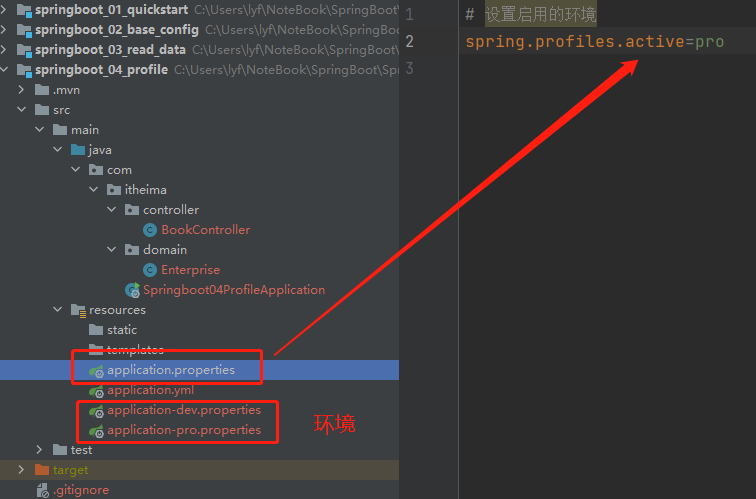 springboot_01_quickstart C:\Users\lyf\NoteBook\SpringBoot\Spr
springboot_02_base_config C:\Users\lyf\NoteBook\SpringBoot\S
springboot_03_read_data C:\Users\lyf\NoteBook\SpringBoot\Spri
springboot_04_profile C:\Users\lyf\NoteBook\SpringBoot\Spring
.mvn
src
main
java
com
itheima
controller
BookController
domain
Enterprise
Springboot04ProfileApplication
resources
static
templates
application.properties
application.yml
application-dev.properties
application-pro.properties
环境
test
target
.gitignore
1 # 设置启用的环境
2 spring.profiles.active=pro
3